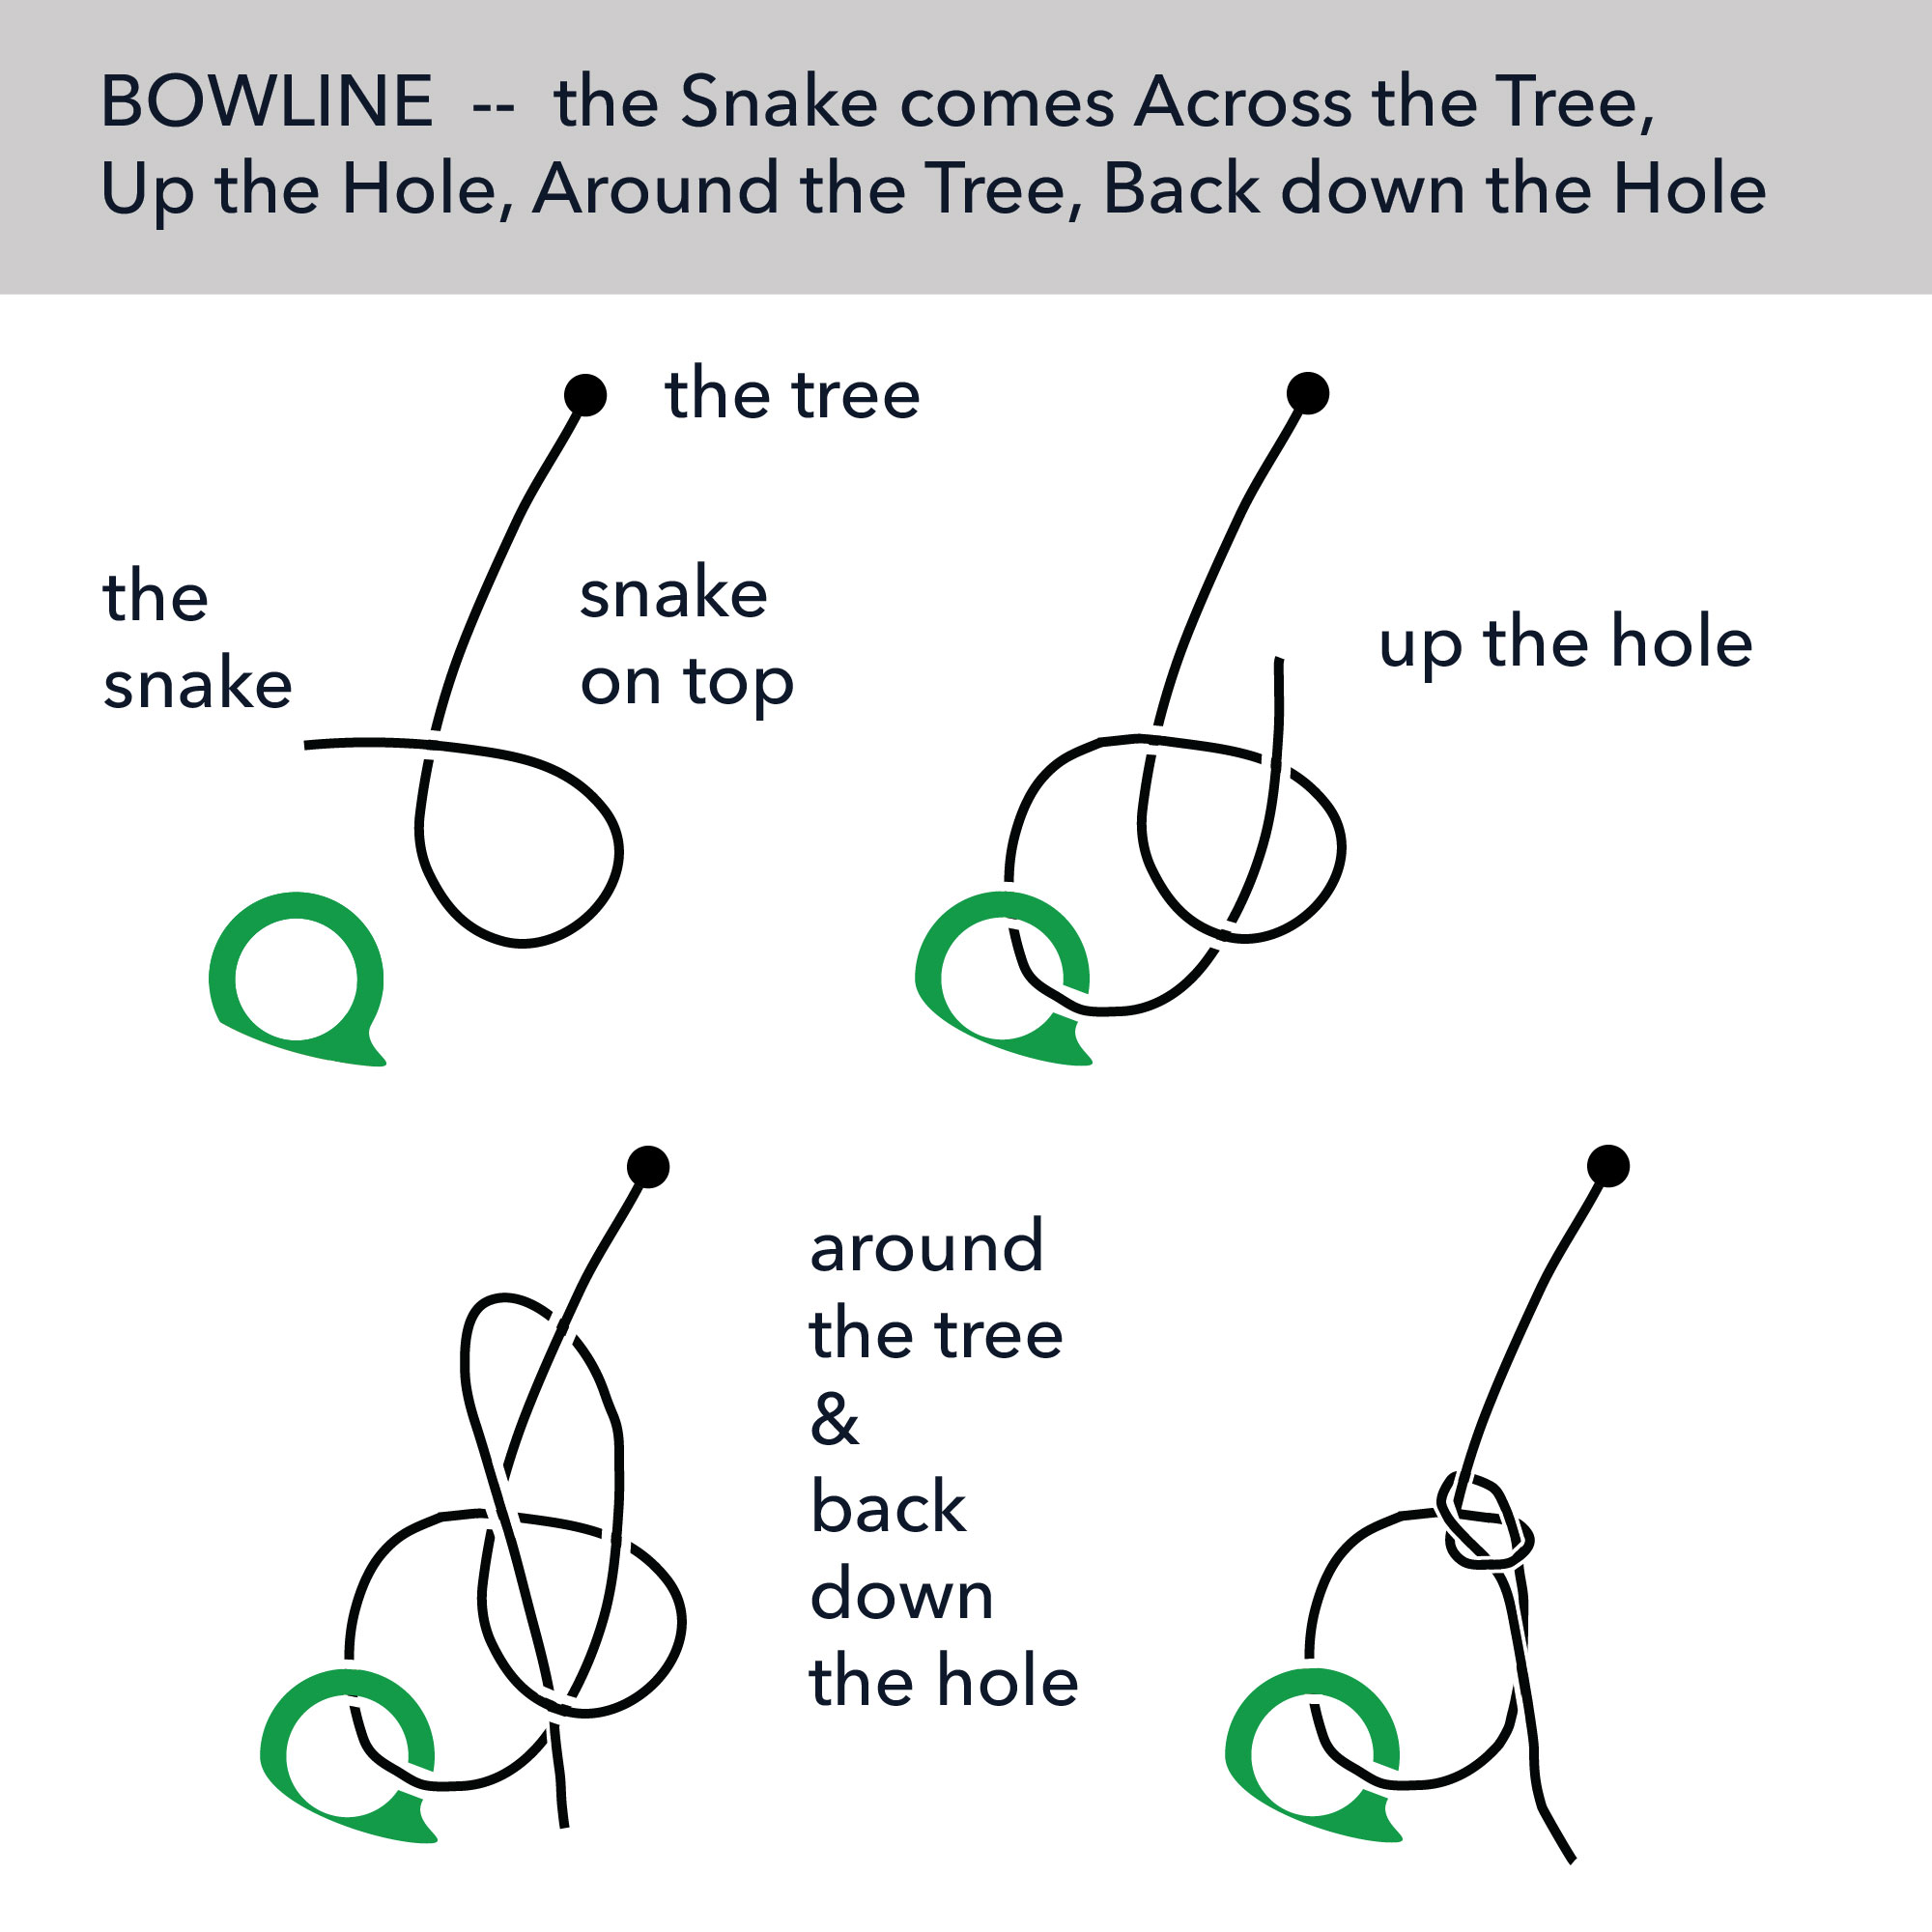 BOWLINE -- the Snake comes Across the Tree,
Up the Hole, Around the Tree, Back down the Hole
the tree
the
snake
snake
on top
up the hole
around
the tree
&
back
down
the hole